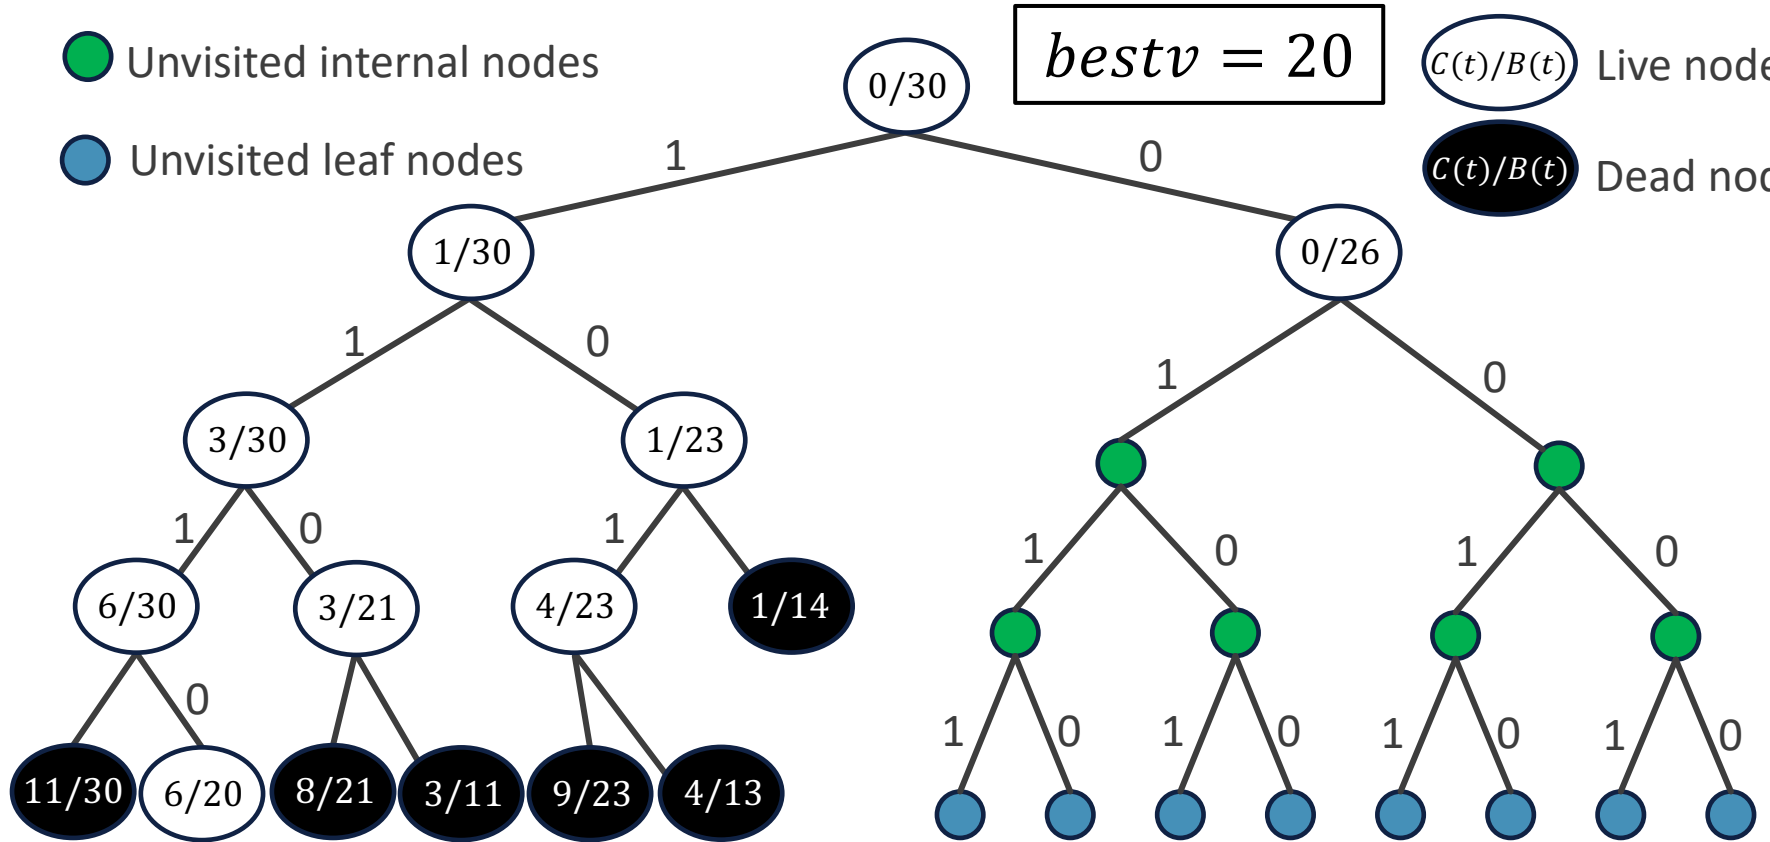 Unvisited internal nodes
Unvisited leaf nodes
bestv = 20
C(t)/B(t) Live node
C(t)/B(t) Dead nod
0/30
1 0
1/30 0/26
1 0 1 0
3/30 1/23
1 0 1 1 0 1 0
6/30 3/21 4/23 1/14
0 1 0 1 0 1 0 1 0
11/30 6/20 8/21 3/11 9/23 4/13